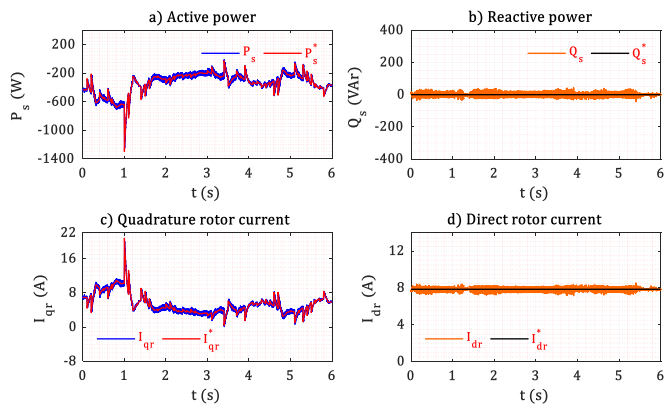 a) Active power
P_s (W)
200
-200
-600
-1000
-1400
P_s P_s^*
0 1 2 3 4 5 6
t (s)
b) Reactive power
Q_s (VAr)
400
200
0
-200
-400
Q_s Q_s^*
0 1 2 3 4 5 6
t (s)
c) Quadrature rotor current
I_qr (A)
22
16
8
0
-8
I_qr I_qr^*
0 1 2 3 4 5 6
t (s)
d) Direct rotor current
I_dr (A)
12
8
4
0
I_dr I_dr^*
0 1 2 3 4 5 6
t (s)